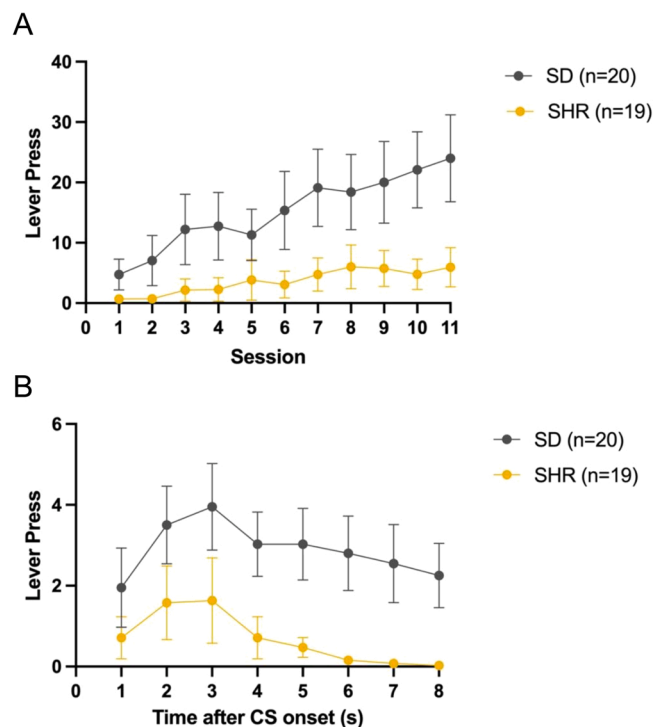 A
40
30
20
10
0
Lever Press
0 1 2 3 4 5 6 7 8 9 10 11
Session
SD (n=20)
SHR (n=19)
B
6
4
2
0
Lever Press
0 1 2 3 4 5 6 7 8
Time after CS onset (s)
SD (n=20)
SHR (n=19)